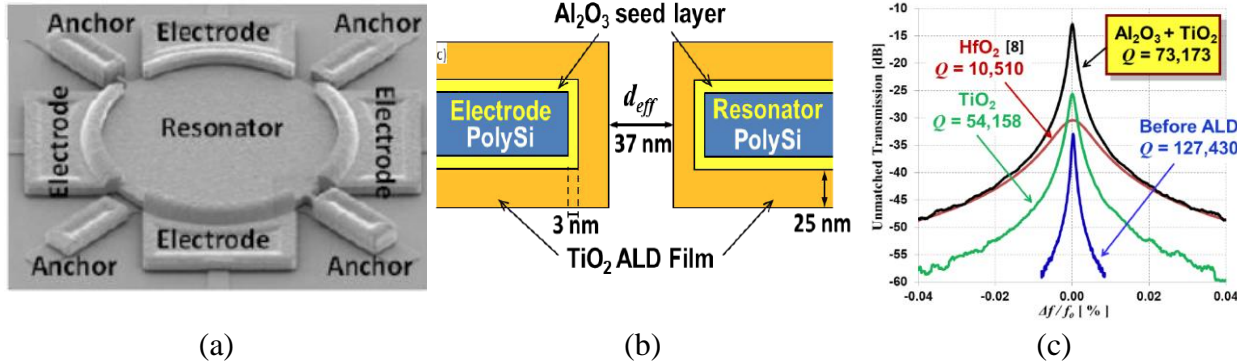 Anchor
Electrode
Anchor
Electrode
Resonator
Electrode
Anchor
Electrode
Anchor
(a)
c)
Al₂O₃ seed layer
Electrode
PolySi
d_eff
37 nm
Resonator
PolySi
3 nm
25 nm
TiO₂ ALD Film
(b)
Unmatched Transmission [dB]
-10
-15
-20
-25
-30
-35
-40
-45
-50
-55
-60
HfO₂ [8]
Q = 10,510
Al₂O₃ + TiO₂
Q = 73,173
TiO₂
Q = 54,158
Before ALD
Q = 127,430
-0.04
-0.02
0.00
0.02
0.04
Δf/fₒ [ % ]
(c)